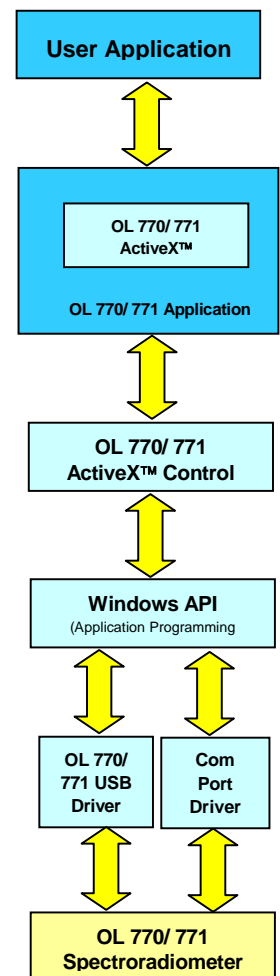 User Application
OL 770/ 771
ActiveX™
OL 770/ 771 Application
OL 770/ 771
ActiveX™ Control
Windows API
(Application Programming
OL 770/
771 USB
Driver
Com
Port
Driver
OL 770/ 771
Spectroradiometer